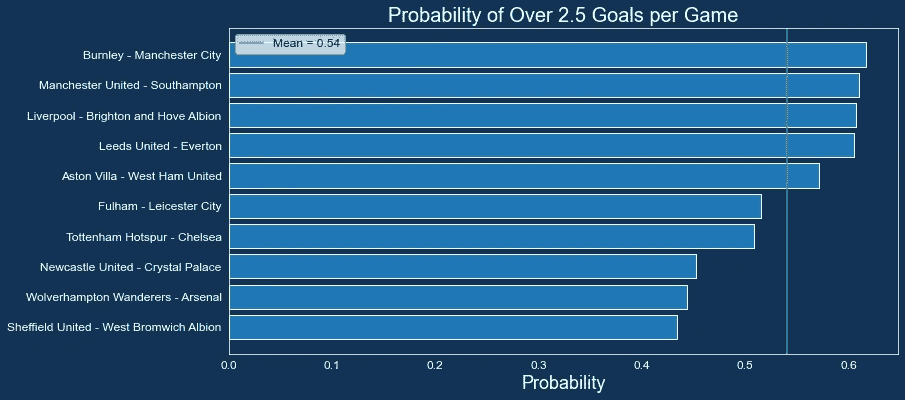 Probability of Over 2.5 Goals per Game
Mean = 0.54
Burnley - Manchester City
Manchester United - Southampton
Liverpool - Brighton and Hove Albion
Leeds United - Everton
Aston Villa - West Ham United
Fulham - Leicester City
Tottenham Hotspur - Chelsea
Newcastle United - Crystal Palace
Wolverhampton Wanderers - Arsenal
Sheffield United - West Bromwich Albion
0.0 0.1 0.2 0.3 0.4 0.5 0.6
Probability